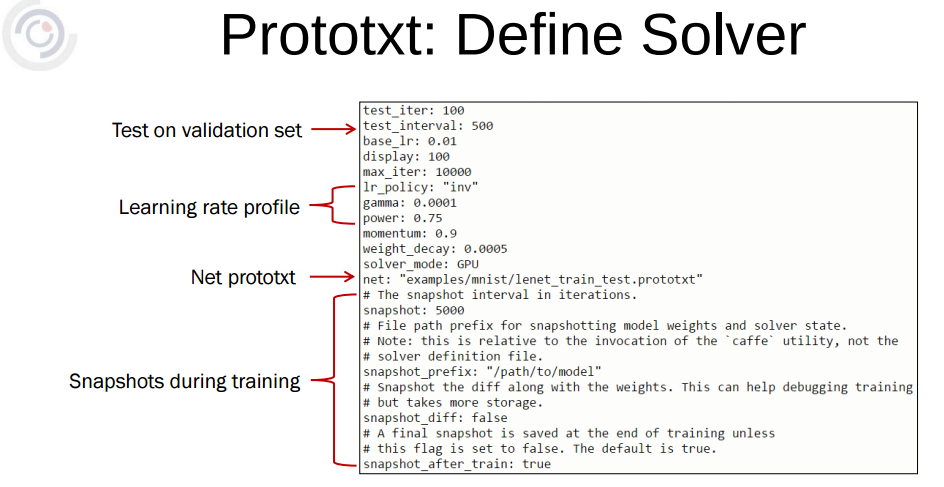 Prototxt: Define Solver
Test on validation set
Learning rate profile
Net prototxt
Snapshots during training
test_iter: 100
test_interval: 500
base_lr: 0.01
display: 100
max_iter: 10000
lr_policy: "inv"
gamma: 0.0001
power: 0.75
momentum: 0.9
weight_decay: 0.0005
solver_mode: GPU
net: "examples/mnist/lenet_train_test.prototxt"
# The snapshot interval in iterations.
snapshot: 5000
# File path prefix for snapshotting model weights and solver state.
# Note: this is relative to the invocation of the `caffe` utility, not the
# solver definition file.
snapshot_prefix: "/path/to/model"
# Snapshot the diff along with the weights. This can help debugging training
# but takes more storage.
snapshot_diff: false
# A final snapshot is saved at the end of training unless
# this flag is set to false. The default is true.
snapshot_after_train: true